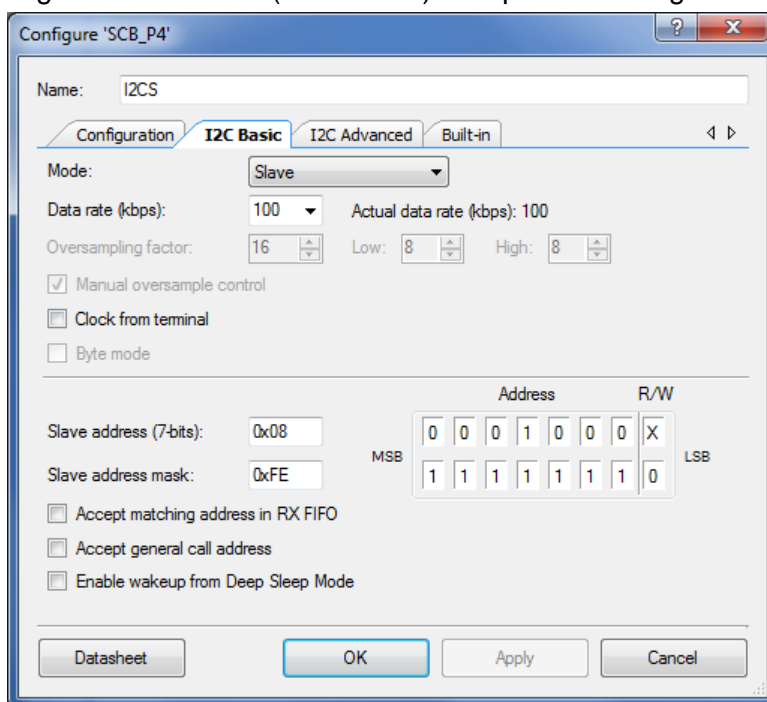 Configure 'SCB_P4'
Name: I2CS
Configuration I2C Basic I2C Advanced Built-in
Mode: Slave
Data rate (kbps): 100 Actual data rate (kbps): 100
Oversampling factor: 16 Low: 8 High: 8
Manual oversample control
Clock from terminal
Byte mode
Address R/W
Slave address (7-bits): 0x08 0 0 0 1 0 0 0 X
MSB LSB
Slave address mask: 0xFE 1 1 1 1 1 1 1 0
Accept matching address in RX FIFO
Accept general call address
Enable wakeup from Deep Sleep Mode
Datasheet OK Apply Cancel